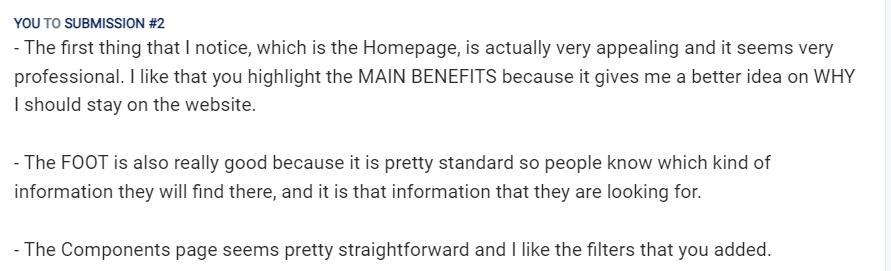 YOU TO SUBMISSION #2
- The first thing that I notice, which is the Homepage, is actually very appealing and it seems very
professional. I like that you highlight the MAIN BENEFITS because it gives me a better idea on WHY
I should stay on the website.
- The FOOT is also really good because it is pretty standard so people know which kind of
information they will find there, and it is that information that they are looking for.
- The Components page seems pretty straightforward and I like the filters that you added.